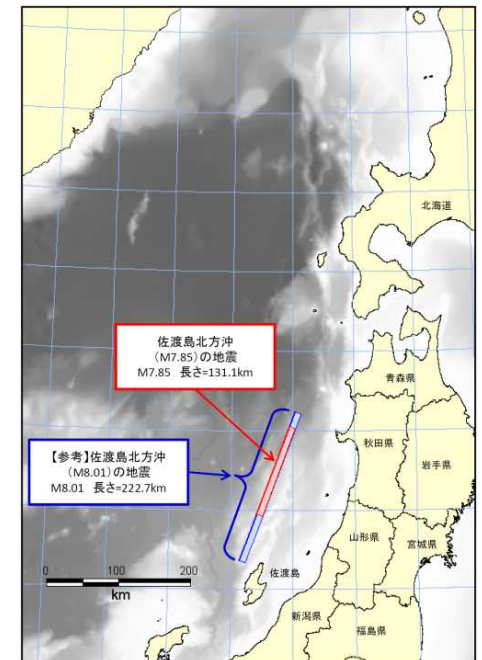 北海道
佐渡島北方沖
（M7.85）の地震
M7.85 長さ=131.1km
青森県
秋田県
岩手県
【参考】佐渡島北方沖
（M8.01）の地震
M8.01 長さ=222.7km
山形県
宮城県
佐渡島
0 100 200
km
新潟県
福島県